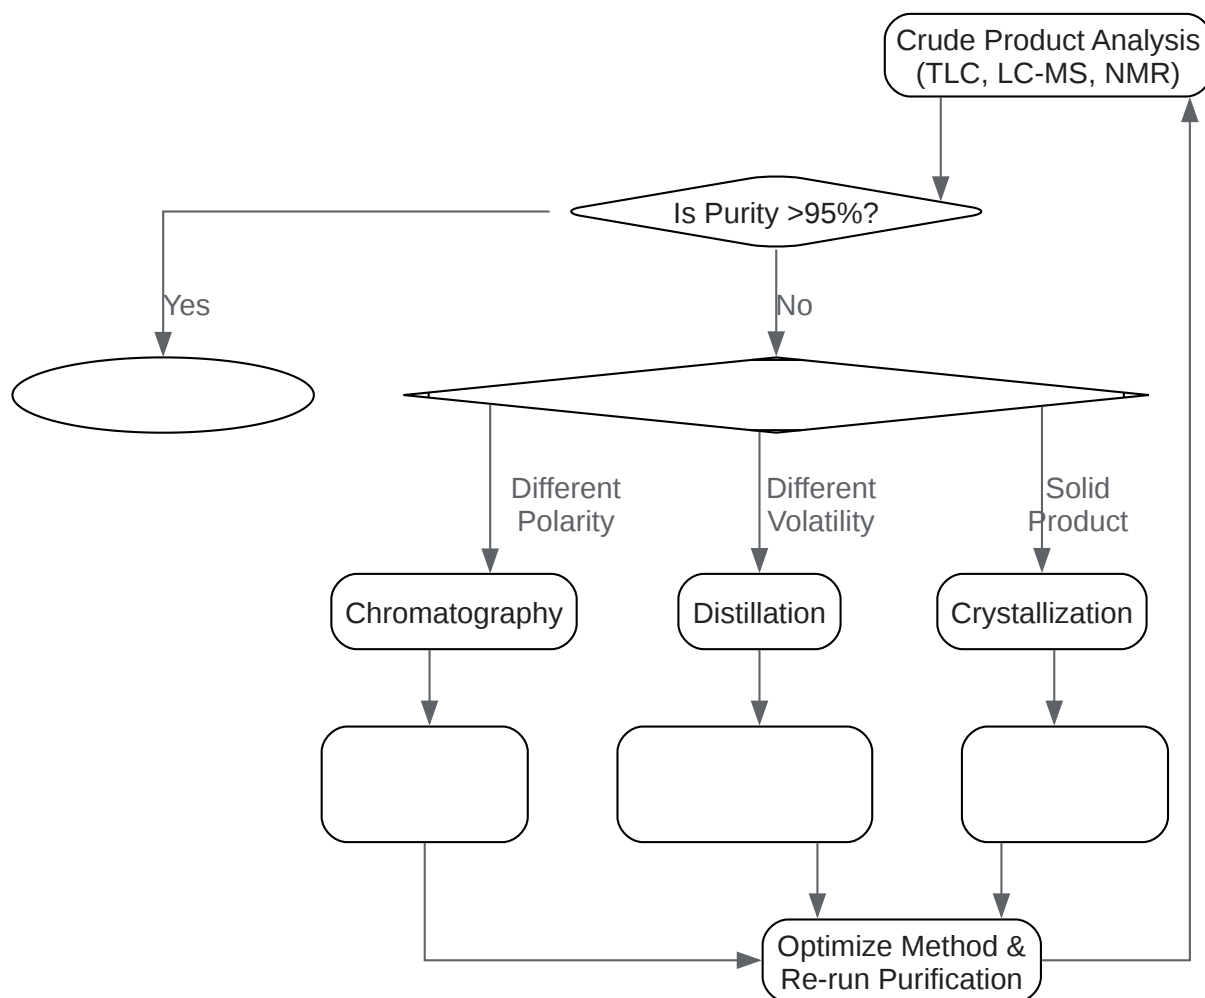 Crude Product Analysis
(TLC, LC-MS, NMR)
Is Purity >95%?
Yes
No
Different
Polarity
Different
Volatility
Solid
Product
Chromatography
Distillation
Crystallization
Optimize Method &
Re-run Purification